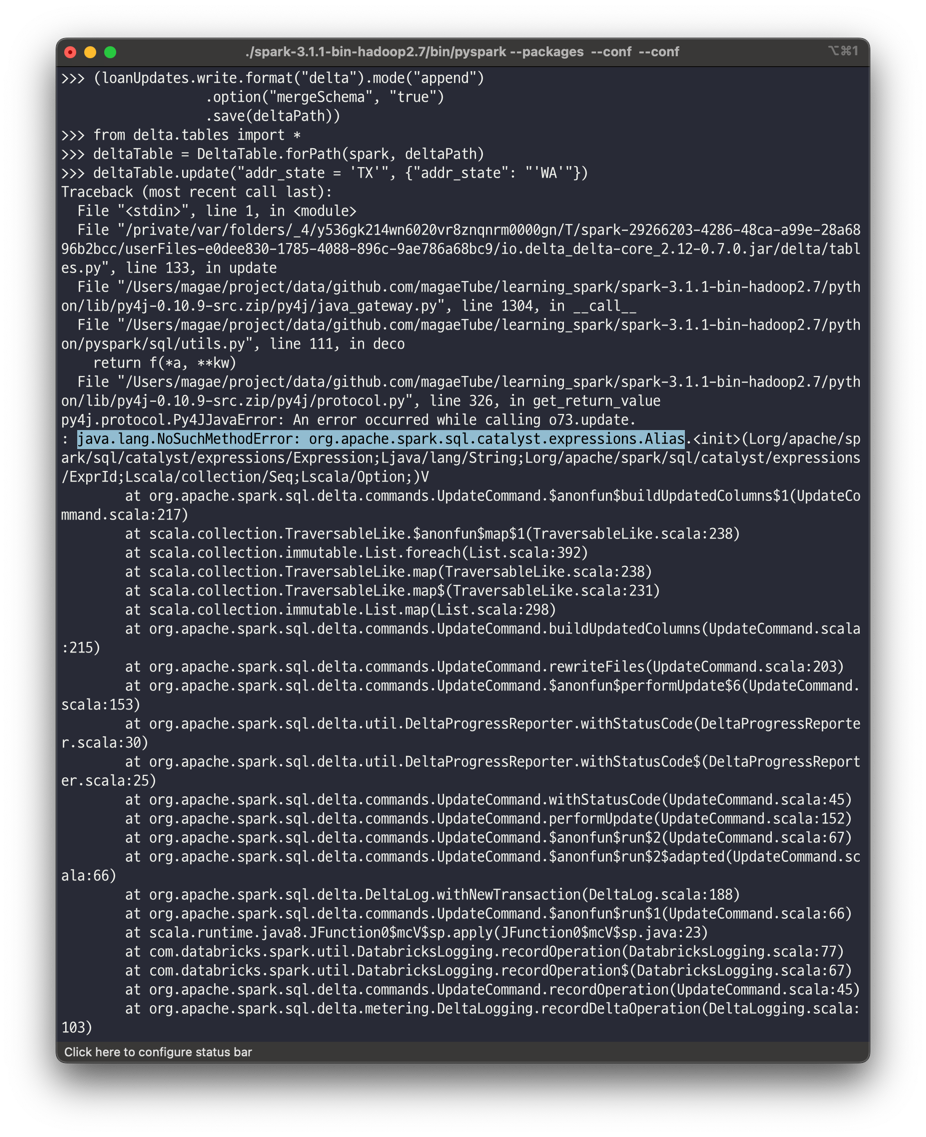 ./spark-3.1.1-bin-hadoop2.7/bin/pyspark --packages  --conf  --conf
⌥⌘1
>>> (loanUpdates.write.format("delta").mode("append")
                  .option("mergeSchema", "true")
                  .save(deltaPath))
>>> from delta.tables import *
>>> deltaTable = DeltaTable.forPath(spark, deltaPath)
>>> deltaTable.update("addr_state = 'TX'", {"addr_state": "'WA'"})
Traceback (most recent call last):
  File "<stdin>", line 1, in <module>
  File "/private/var/folders/_4/y536gk214wn6020vr8znqnrm0000gn/T/spark-29266203-4286-48ca-a99e-28a68
96b2bcc/userFiles-e0dee830-1785-4088-896c-9ae786a68bc9/io.delta_delta-core_2.12-0.7.0.jar/delta/tabl
es.py", line 133, in update
  File "/Users/magae/project/data/github.com/magaeTube/learning_spark/spark-3.1.1-bin-hadoop2.7/pyth
on/lib/py4j-0.10.9-src.zip/py4j/java_gateway.py", line 1304, in __call__
  File "/Users/magae/project/data/github.com/magaeTube/learning_spark/spark-3.1.1-bin-hadoop2.7/pyth
on/pyspark/sql/utils.py", line 111, in deco
    return f(*a, **kw)
  File "/Users/magae/project/data/github.com/magaeTube/learning_spark/spark-3.1.1-bin-hadoop2.7/pyth
on/lib/py4j-0.10.9-src.zip/py4j/protocol.py", line 326, in get_return_value
py4j.protocol.Py4JJavaError: An error occurred while calling o73.update.
: java.lang.NoSuchMethodError: org.apache.spark.sql.catalyst.expressions.Alias.<init>(Lorg/apache/sp
ark/sql/catalyst/expressions/Expression;Ljava/lang/String;Lorg/apache/spark/sql/catalyst/expressions
/ExprId;Lscala/collection/Seq;Lscala/Option;)V
        at org.apache.spark.sql.delta.commands.UpdateCommand.$anonfun$buildUpdatedColumns$1(UpdateCo
mmand.scala:217)
        at scala.collection.TraversableLike.$anonfun$map$1(TraversableLike.scala:238)
        at scala.collection.immutable.List.foreach(List.scala:392)
        at scala.collection.TraversableLike.map(TraversableLike.scala:238)
        at scala.collection.TraversableLike.map$(TraversableLike.scala:231)
        at scala.collection.immutable.List.map(List.scala:298)
        at org.apache.spark.sql.delta.commands.UpdateCommand.buildUpdatedColumns(UpdateCommand.scala
:215)
        at org.apache.spark.sql.delta.commands.UpdateCommand.rewriteFiles(UpdateCommand.scala:203)
        at org.apache.spark.sql.delta.commands.UpdateCommand.$anonfun$performUpdate$6(UpdateCommand.
scala:153)
        at org.apache.spark.sql.delta.util.DeltaProgressReporter.withStatusCode(DeltaProgressReporte
r.scala:30)
        at org.apache.spark.sql.delta.util.DeltaProgressReporter.withStatusCode$(DeltaProgressReport
er.scala:25)
        at org.apache.spark.sql.delta.commands.UpdateCommand.withStatusCode(UpdateCommand.scala:45)
        at org.apache.spark.sql.delta.commands.UpdateCommand.performUpdate(UpdateCommand.scala:152)
        at org.apache.spark.sql.delta.commands.UpdateCommand.$anonfun$run$2(UpdateCommand.scala:67)
        at org.apache.spark.sql.delta.commands.UpdateCommand.$anonfun$run$2$adapted(UpdateCommand.sc
ala:66)
        at org.apache.spark.sql.delta.DeltaLog.withNewTransaction(DeltaLog.scala:188)
        at org.apache.spark.sql.delta.commands.UpdateCommand.$anonfun$run$1(UpdateCommand.scala:66)
        at scala.runtime.java8.JFunction0$mcV$sp.apply(JFunction0$mcV$sp.java:23)
        at com.databricks.spark.util.DatabricksLogging.recordOperation(DatabricksLogging.scala:77)
        at com.databricks.spark.util.DatabricksLogging.recordOperation$(DatabricksLogging.scala:67)
        at org.apache.spark.sql.delta.commands.UpdateCommand.recordOperation(UpdateCommand.scala:45)
        at org.apache.spark.sql.delta.metering.DeltaLogging.recordDeltaOperation(DeltaLogging.scala:
103)
Click here to configure status bar